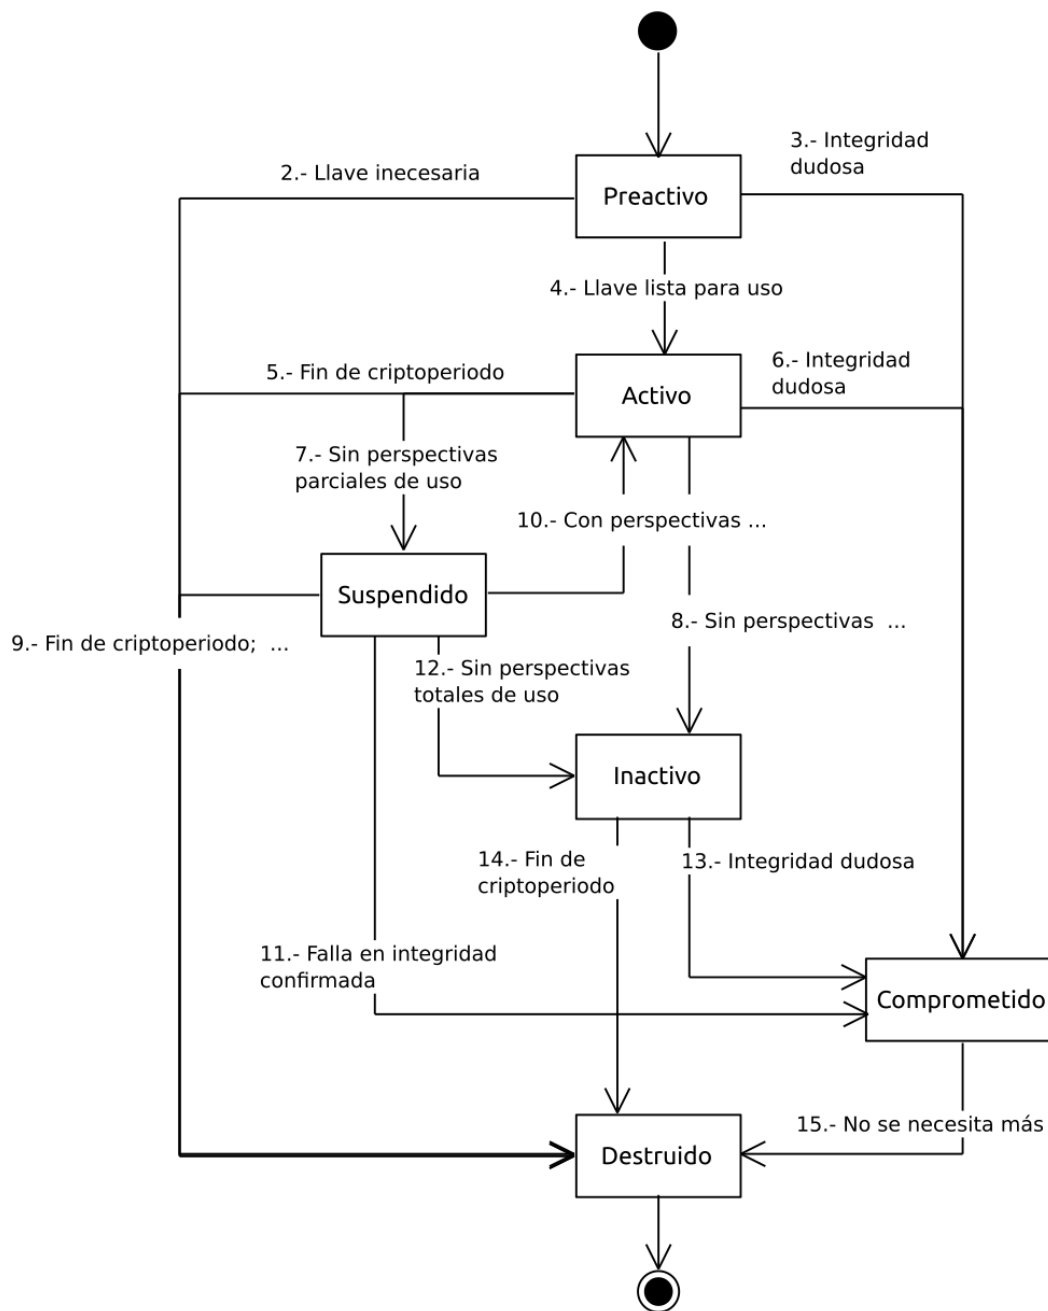 3.- Integridad
dudosa
2.- Llave inecesaria
Preactivo
4.- Llave lista para uso
6.- Integridad
dudosa
5.- Fin de criptoperiodo
Activo
7.- Sin perspectivas
parciales de uso
10.- Con perspectivas ...
Suspendido
8.- Sin perspectivas ...
9.- Fin de criptoperiodo; ...
12.- Sin perspectivas
totales de uso
Inactivo
14.- Fin de
criptoperiodo
13.- Integridad dudosa
11.- Falla en integridad
confirmada
Comprometido
15.- No se necesita más
Destruido